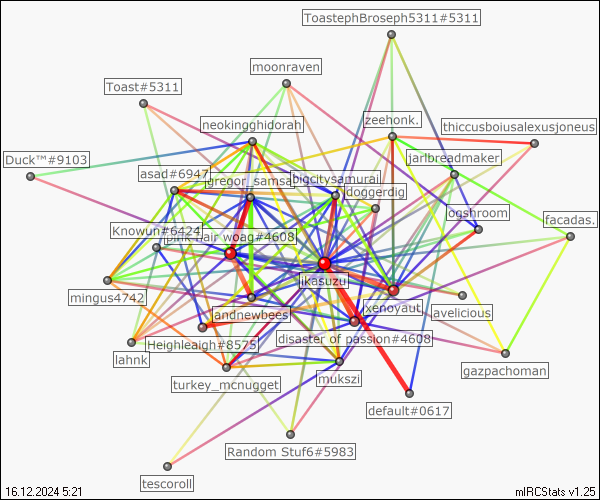 ToastephBroseph5311#5311
moonraven
Toast#5311
zeehonk.
neokingghidorah
thiccusboiusalexusjoneus
Duck™#9103
jarlbreadmaker
asad#6947
gregor_samsa
bigcitysamurai
doggerdig
ogshroom
facadas.
Knowun#6424
pink hair woag#4608
ikasuzu
mingus4742
xenoyaut
avelicious
landnewbees
Heighleaigh#8575
disaster of passion#4608
lahnk
turkey_mcnugget
mukszi
gazpachoman
default#0617
Random Stuf6#5983
tescoroll
16.12.2024 5:21
mIRCStats v1.25